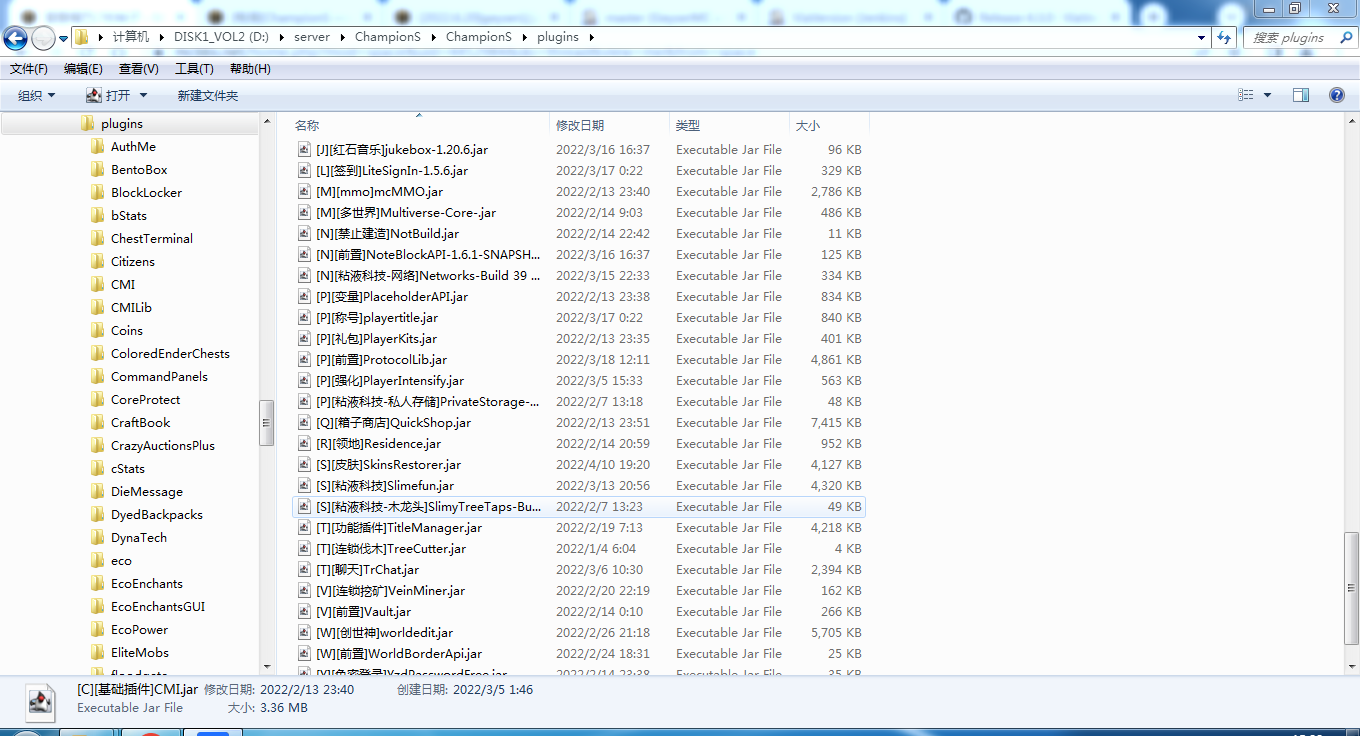 计算机 DISK1_VOL2 (D:) server ChampionS ChampionS plugins 搜索 plugins
文件(F) 编辑(E) 查看(V) 工具(T) 帮助(H)
组织 打开 新建文件夹
plugins
AuthMe
BentoBox
BlockLocker
bStats
ChestTerminal
Citizens
CMI
CMILib
Coins
ColoredEnderChests
CommandPanels
CoreProtect
CraftBook
CrazyAuctionsPlus
cStats
DieMessage
DyedBackpacks
DynaTech
eco
EcoEnchants
EcoEnchantsGUI
EcoPower
EliteMobs
floodgate
名称 修改日期 类型 大小
[J][红石音乐]jukebox-1.20.6.jar 2022/3/16 16:37 Executable Jar File 96 KB
[L][签到]LiteSignIn-1.5.6.jar 2022/3/17 0:22 Executable Jar File 329 KB
[M][mmo]mcMMO.jar 2022/2/13 23:40 Executable Jar File 2,786 KB
[M][多世界]Multiverse-Core-.jar 2022/2/14 9:03 Executable Jar File 486 KB
[N][禁止建造]NotBuild.jar 2022/2/14 22:42 Executable Jar File 11 KB
[N][前置]NoteBlockAPI-1.6.1-SNAPSH... 2022/3/16 16:37 Executable Jar File 125 KB
[N][粘液科技-网络]Networks-Build 39 ... 2022/3/15 22:33 Executable Jar File 334 KB
[P][变量]PlaceholderAPI.jar 2022/2/13 23:38 Executable Jar File 834 KB
[P][称号]playertitle.jar 2022/3/17 0:22 Executable Jar File 840 KB
[P][礼包]PlayerKits.jar 2022/2/13 23:35 Executable Jar File 401 KB
[P][前置]ProtocolLib.jar 2022/3/18 12:11 Executable Jar File 4,861 KB
[P][强化]PlayerIntensify.jar 2022/3/5 15:33 Executable Jar File 563 KB
[P][粘液科技-私人存储]PrivateStorage-... 2022/2/7 13:18 Executable Jar File 48 KB
[Q][箱子商店]QuickShop.jar 2022/2/13 23:51 Executable Jar File 7,415 KB
[R][领地]Residence.jar 2022/2/14 20:59 Executable Jar File 952 KB
[S][皮肤]SkinsRestorer.jar 2022/4/10 19:20 Executable Jar File 4,127 KB
[S][粘液科技]Slimefun.jar 2022/3/13 20:56 Executable Jar File 4,320 KB
[S][粘液科技-木龙头]SlimyTreeTaps-Bu... 2022/2/7 13:23 Executable Jar File 49 KB
[T][功能插件]TitleManager.jar 2022/2/19 7:13 Executable Jar File 4,218 KB
[T][连锁伐木]TreeCutter.jar 2022/1/4 6:04 Executable Jar File 4 KB
[T][聊天]TrChat.jar 2022/3/6 10:30 Executable Jar File 2,394 KB
[V][连锁挖矿]VeinMiner.jar 2022/2/20 22:19 Executable Jar File 162 KB
[V][前置]Vault.jar 2022/2/14 0:10 Executable Jar File 266 KB
[W][创世神]worldedit.jar 2022/2/26 21:18 Executable Jar File 5,705 KB
[W][前置]WorldBorderApi.jar 2022/2/24 18:31 Executable Jar File 25 KB
[Y][免密登录]YzdPasswordFree.jar 2022/2/14 23:38 Executable Jar File 35 KB
[C][基础插件]CMI.jar 修改日期: 2022/2/13 23:40 创建日期: 2022/3/5 1:46
Executable Jar File 大小: 3.36 MB